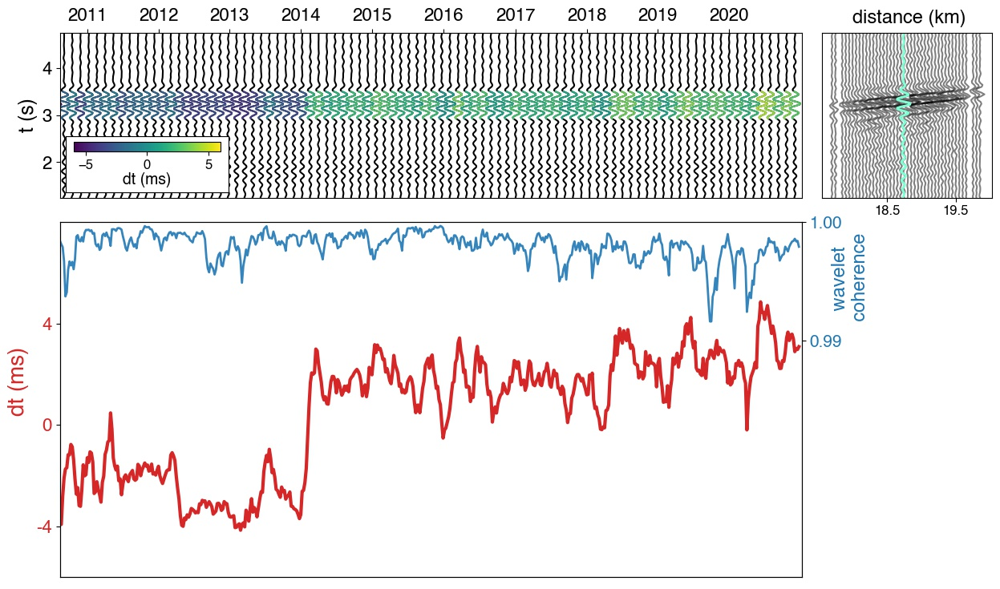 2011 2012 2013 2014 2015 2016 2017 2018 2019 2020
distance (km)
4
3
2
t (s)
−5 0 5
dt (ms)
18.5 19.5
1.00
0.99
wavelet
coherence
4
0
-4
dt (ms)